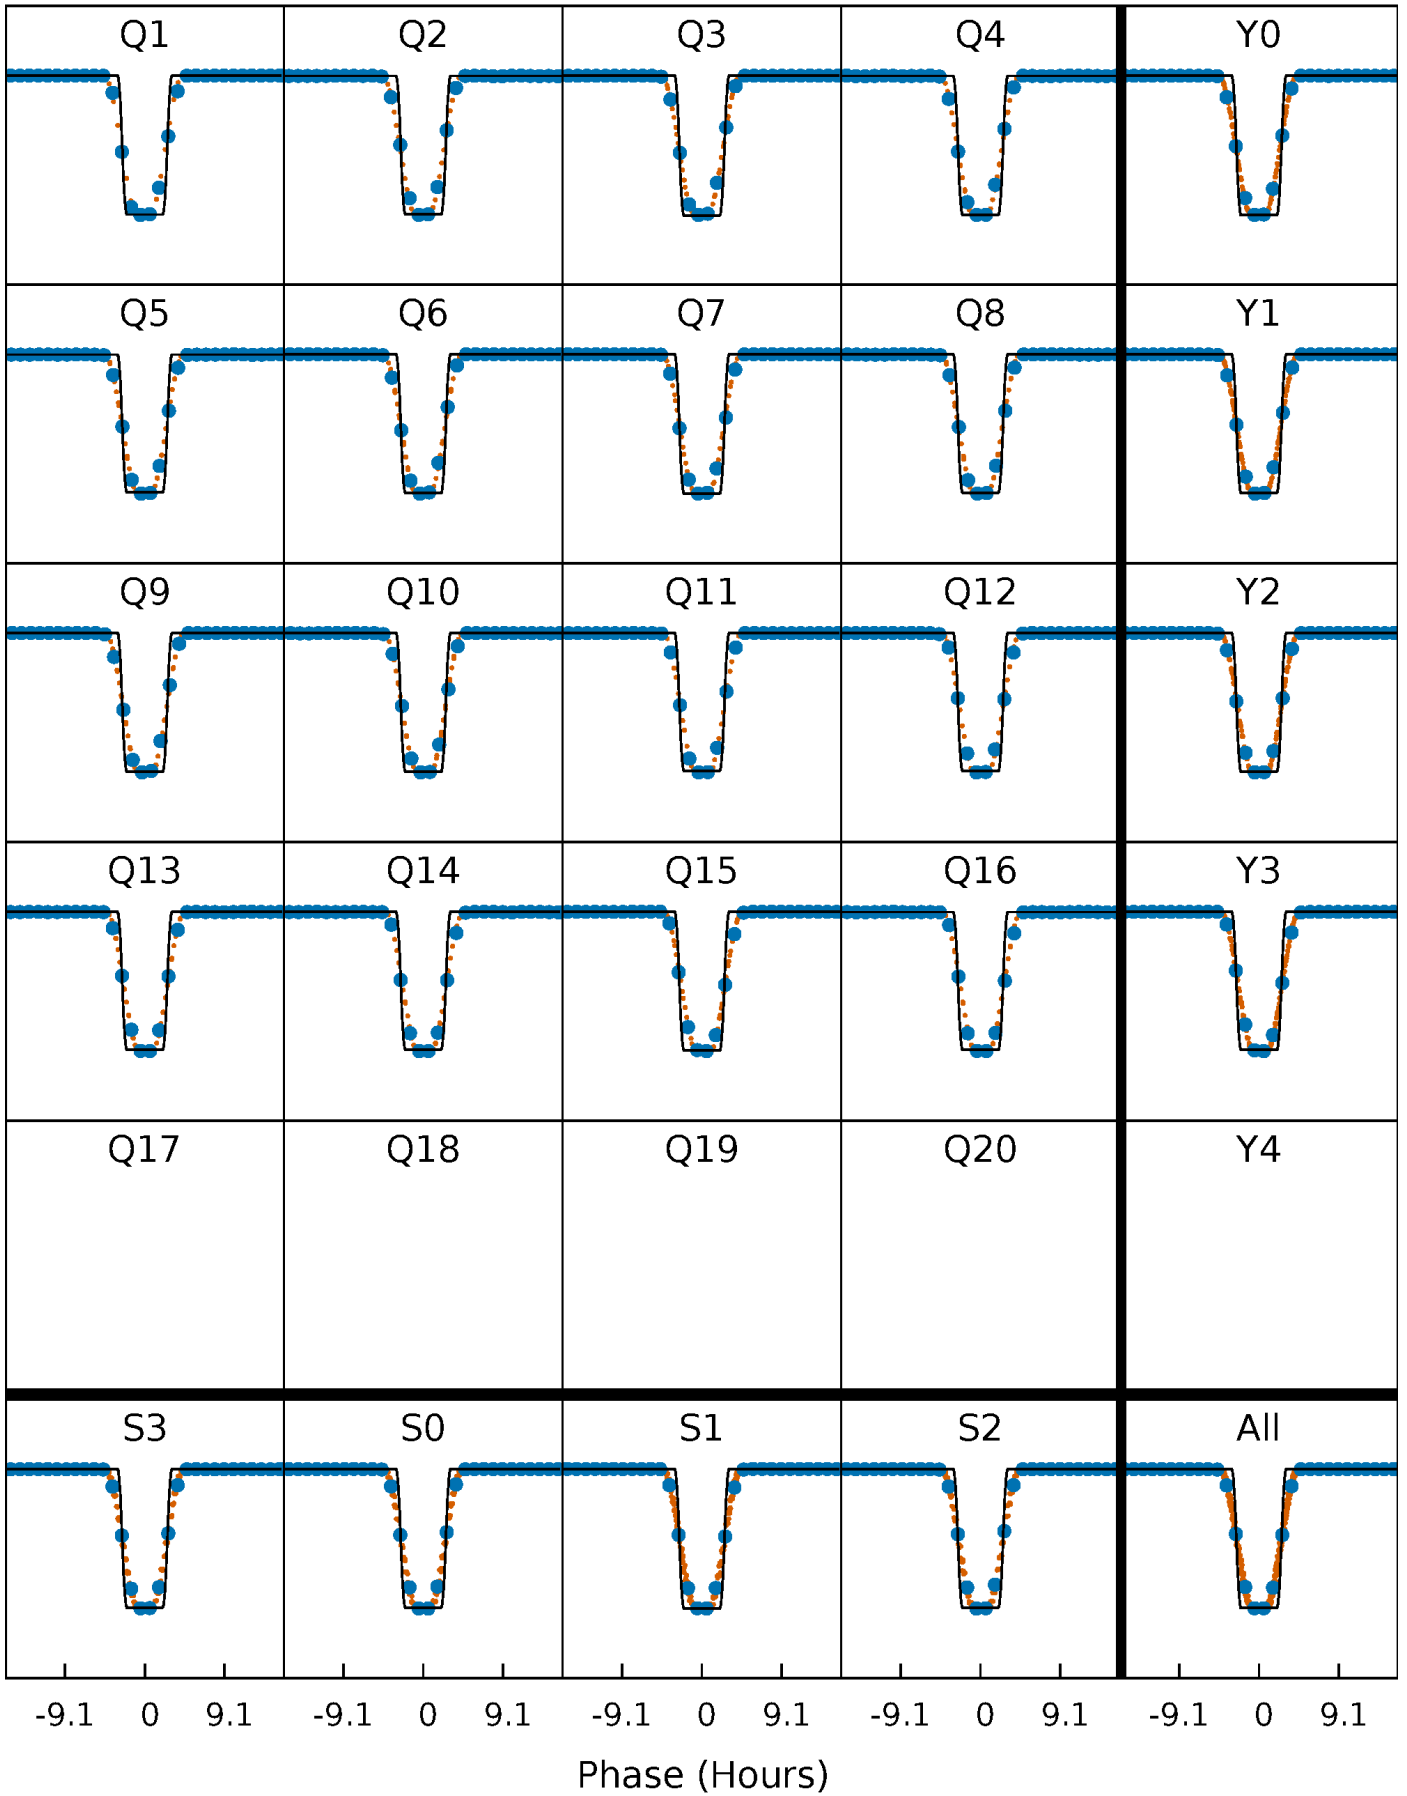 Q1 Q2 Q3 Q4 Y0
Q5 Q6 Q7 Q8 Y1
Q9 Q10 Q11 Q12 Y2
Q13 Q14 Q15 Q16 Y3
Q17 Q18 Q19 Q20 Y4
S3 S0 S1 S2 All
-9.1 0 9.1 -9.1 0 9.1 -9.1 0 9.1 -9.1 0 9.1 -9.1 0 9.1
Phase (Hours)